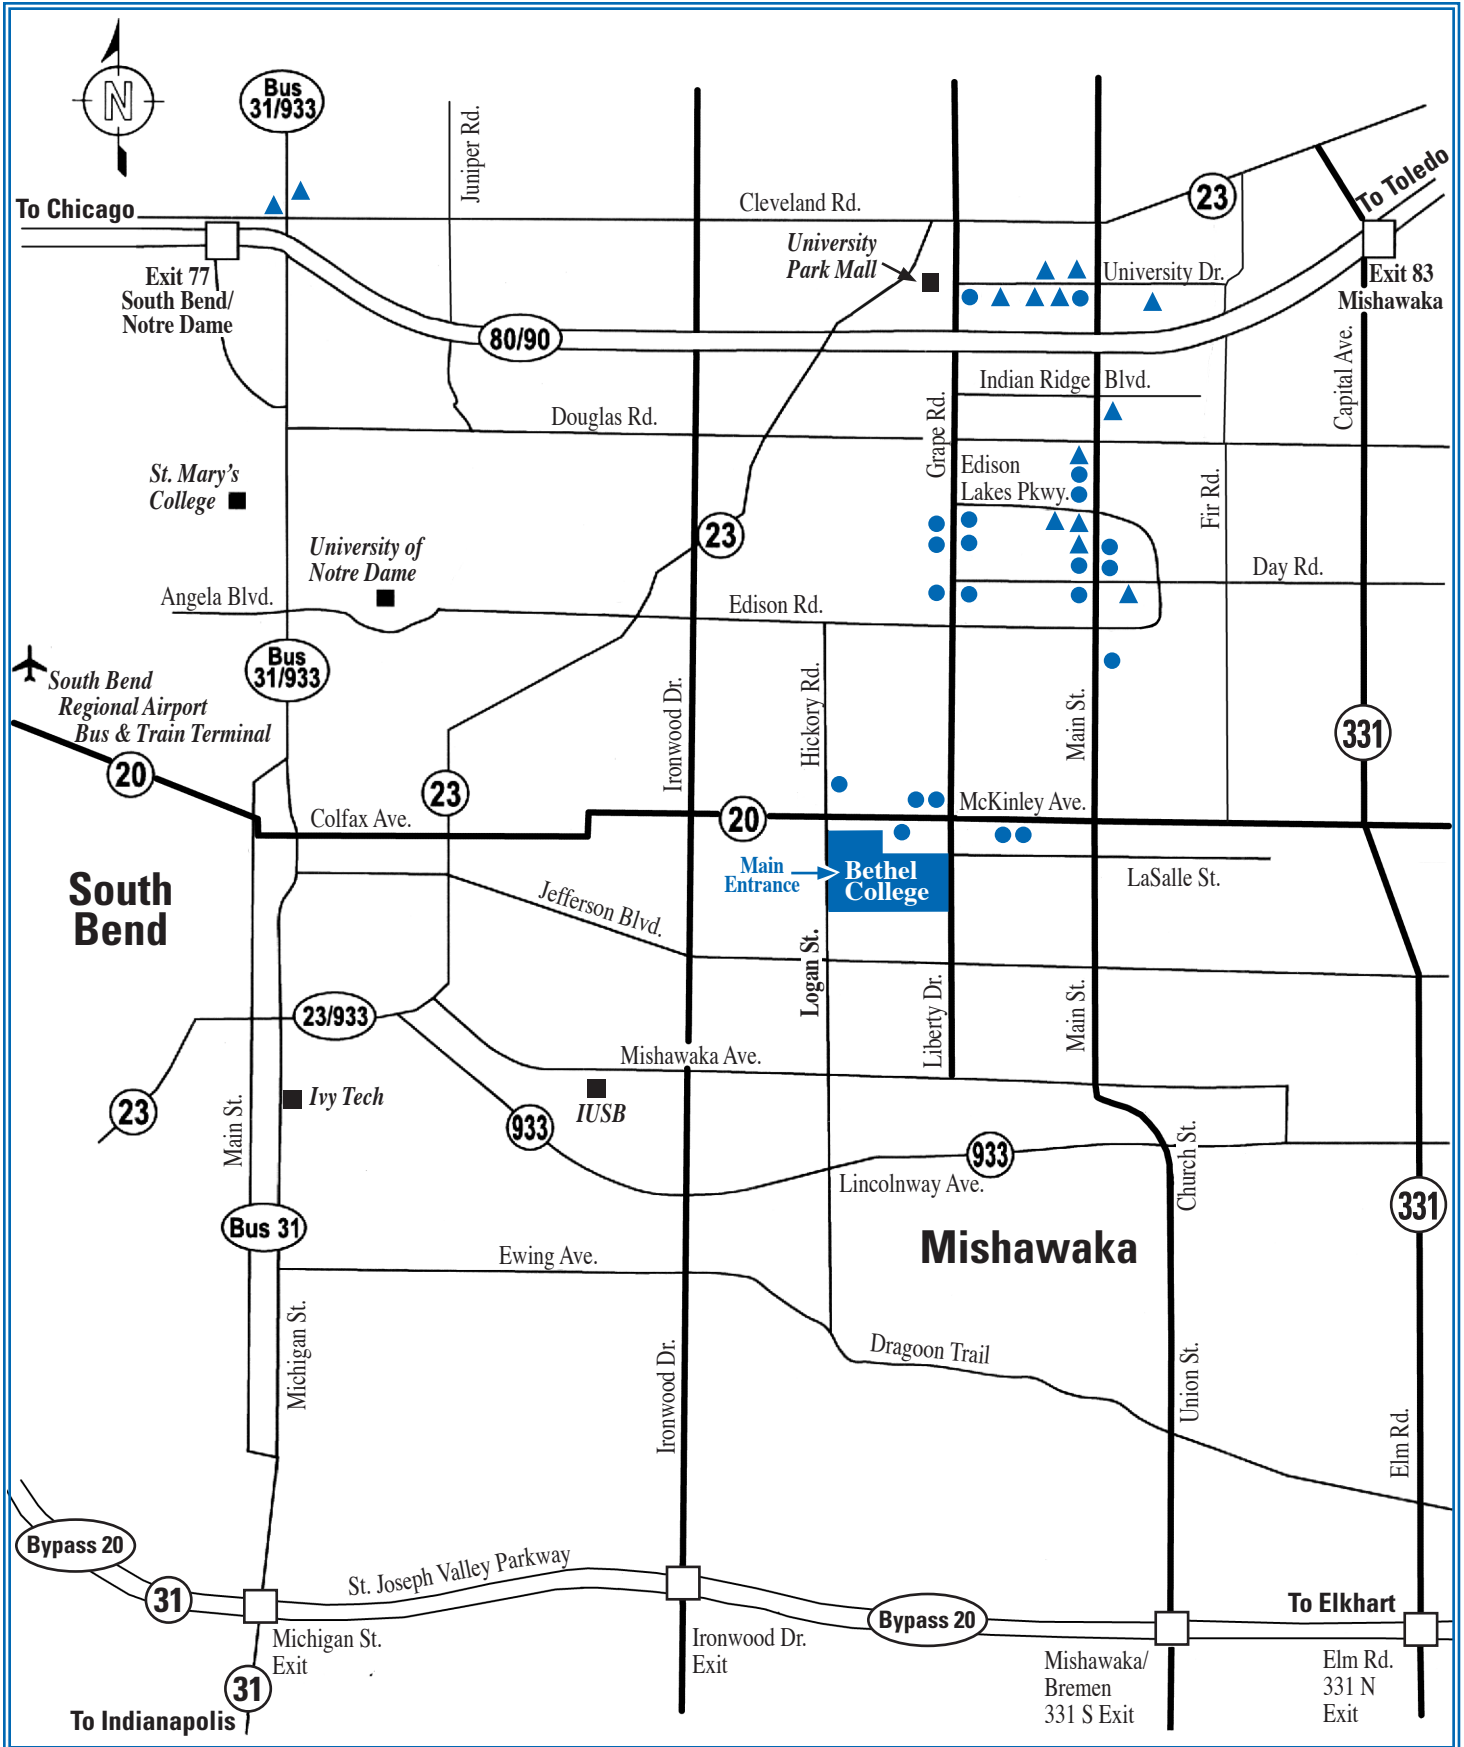 N
Bus
31/933
Juniper Rd.
To Chicago
Cleveland Rd.
23
To Toledo
University
Park Mall
University Dr.
Exit 77
South Bend/
Notre Dame
Exit 83
Mishawaka
80/90
Capital Ave.
Indian Ridge Blvd.
Douglas Rd.
Grape Rd.
St. Mary's
College
Edison
Lakes Pkwy.
Fir Rd.
23
University of
Notre Dame
Day Rd.
Angela Blvd.
Edison Rd.
Bus
31/933
South Bend
Regional Airport
Bus & Train Terminal
Ironwood Dr.
Hickory Rd.
Main St.
331
20
23
Colfax Ave.
20
McKinley Ave.
Main
Entrance
Bethel
College
LaSalle St.
South
Bend
Jefferson Blvd.
Logan St.
Liberty Dr.
Main St.
23/933
Mishawaka Ave.
23
Main St.
Ivy Tech
IUSB
933
933
Church St.
Lincolnway Ave.
331
Bus 31
Mishawaka
Ewing Ave.
Michigan St.
Ironwood Dr.
Dragoon Trail
Union St.
Elm Rd.
Bypass 20
31
St. Joseph Valley Parkway
Bypass 20
To Elkhart
Michigan St.
Exit
Ironwood Dr.
Exit
Mishawaka/
Bremen
331 S Exit
Elm Rd.
331 N
Exit
31
To Indianapolis